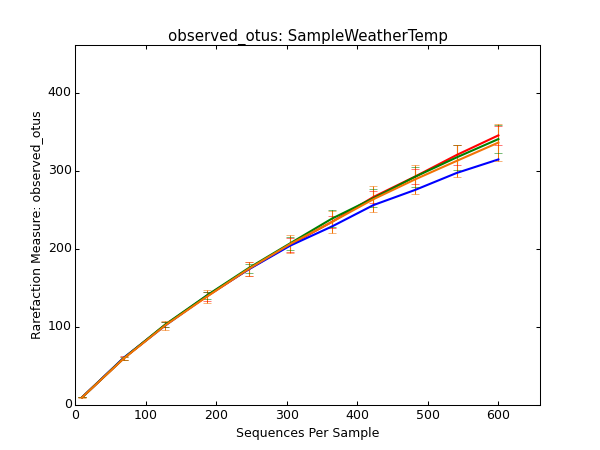 observed_otus: SampleWeatherTemp
400
300
200
100
0
Rarefaction Measure: observed_otus
0 100 200 300 400 500 600
Sequences Per Sample